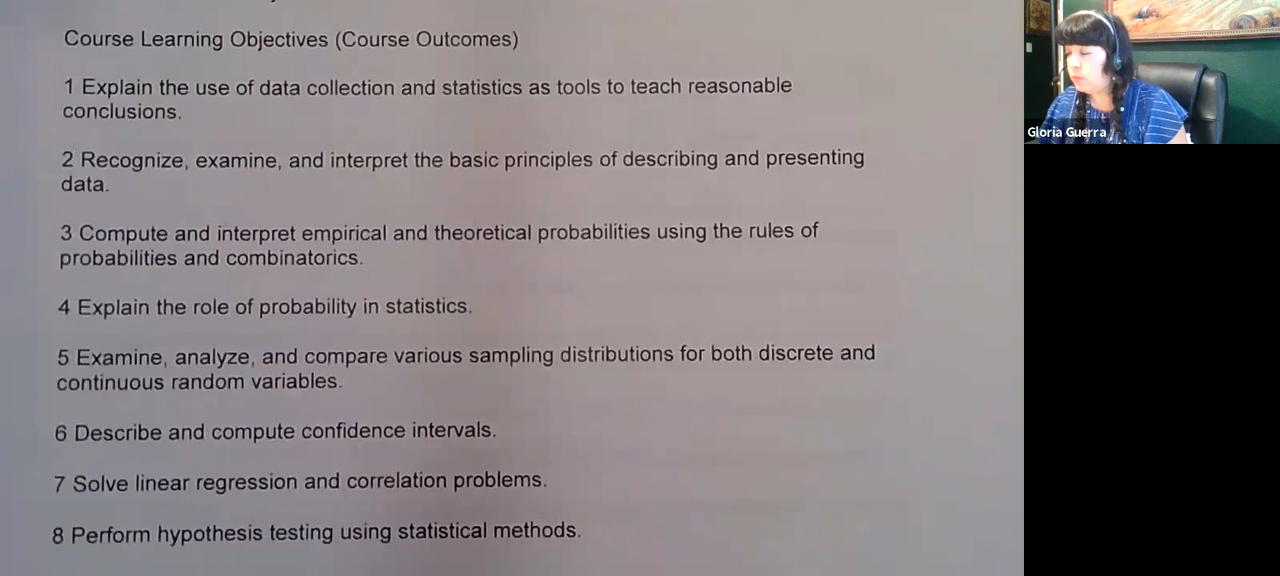 Course Learning Objectives (Course Outcomes)
1 Explain the use of data collection and statistics as tools to teach reasonable
conclusions.
2 Recognize, examine, and interpret the basic principles of describing and presenting
data.
3 Compute and interpret empirical and theoretical probabilities using the rules of
probabilities and combinatorics.
4 Explain the role of probability in statistics.
5 Examine, analyze, and compare various sampling distributions for both discrete and
continuous random variables.
6 Describe and compute confidence intervals.
7 Solve linear regression and correlation problems.
8 Perform hypothesis testing using statistical methods.
Gloria Guerra